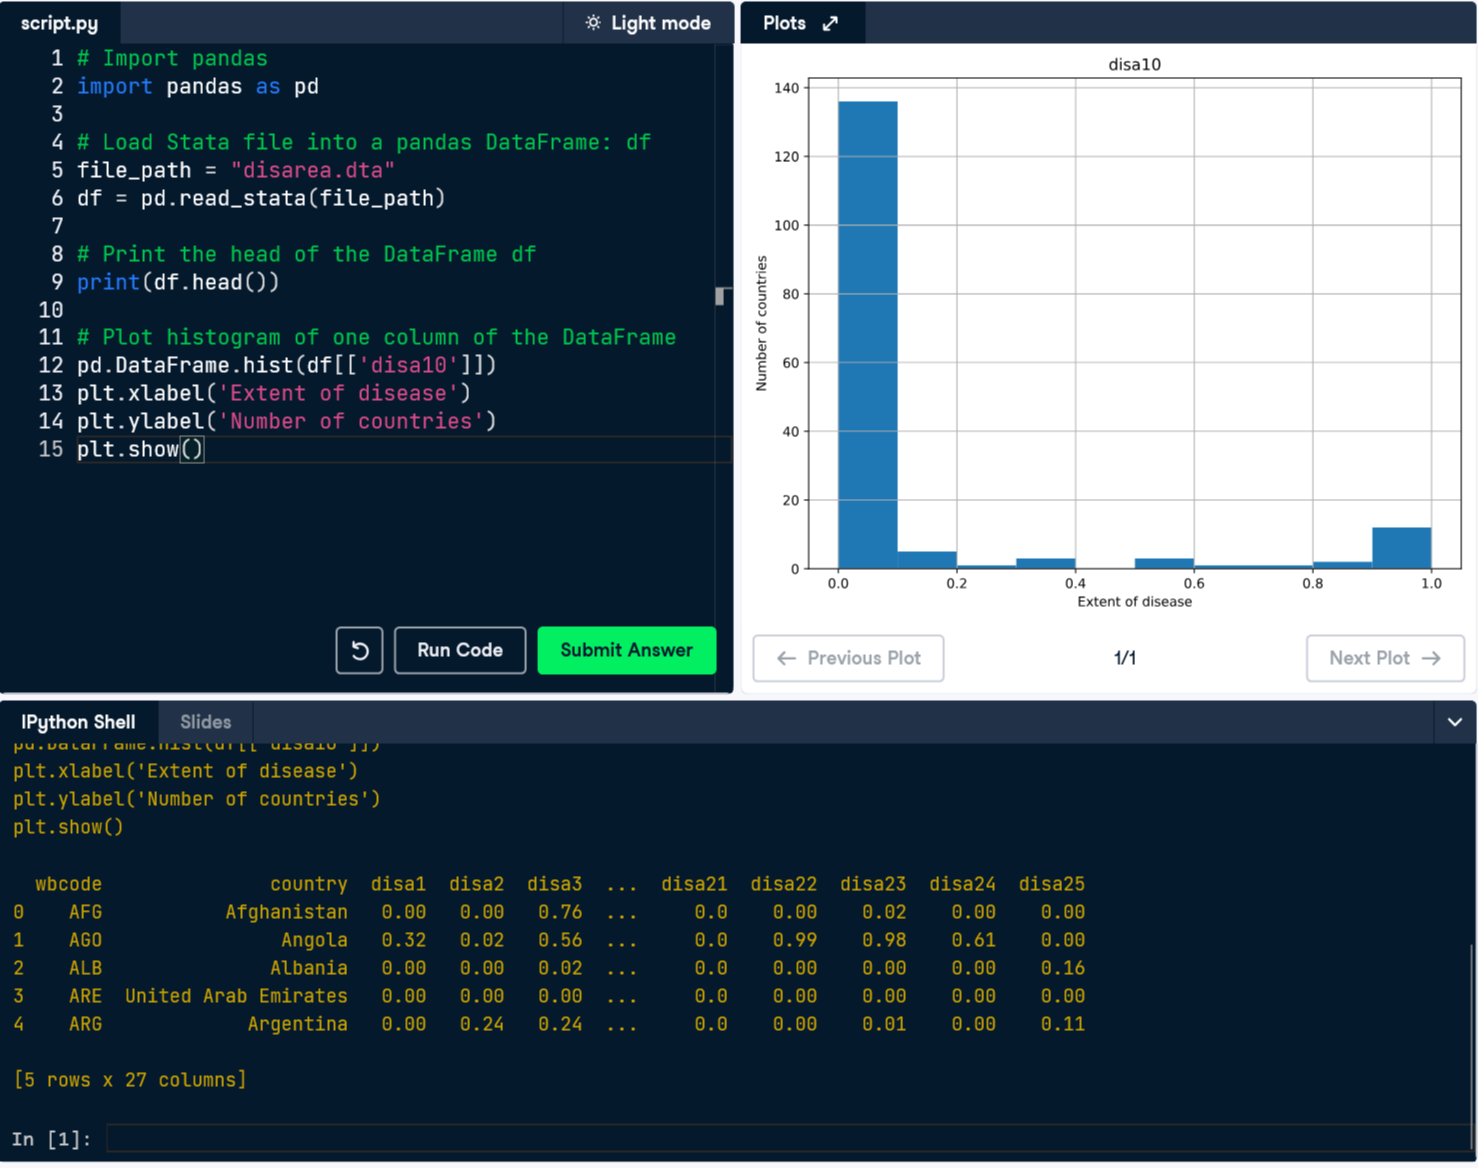 script.py
Light mode
1 # Import pandas
2 import pandas as pd
3
4 # Load Stata file into a pandas DataFrame: df
5 file_path = "disarea.dta"
6 df = pd.read_stata(file_path)
7
8 # Print the head of the DataFrame df
9 print(df.head())
10
11 # Plot histogram of one column of the DataFrame
12 pd.DataFrame.hist(df[['disa10']])
13 plt.xlabel('Extent of disease')
14 plt.ylabel('Number of countries')
15 plt.show()
Run Code
Submit Answer
Plots
disa10
140
120
100
80
60
40
20
0
Number of countries
0.0 0.2 0.4 0.6 0.8 1.0
Extent of disease
Previous Plot
1/1
Next Plot
IPython Shell
Slides
pd.DataFrame.hist(df[['disa10']])
plt.xlabel('Extent of disease')
plt.ylabel('Number of countries')
plt.show()
wbcode country disa1 disa2 disa3 ... disa21 disa22 disa23 disa24 disa25
0 AFG Afghanistan 0.00 0.00 0.76 ... 0.0 0.00 0.02 0.00 0.00
1 AGO Angola 0.32 0.02 0.56 ... 0.0 0.99 0.98 0.61 0.00
2 ALB Albania 0.00 0.00 0.02 ... 0.0 0.00 0.00 0.00 0.16
3 ARE United Arab Emirates 0.00 0.00 0.00 ... 0.0 0.00 0.00 0.00 0.00
4 ARG Argentina 0.00 0.24 0.24 ... 0.0 0.00 0.01 0.00 0.11
[5 rows x 27 columns]
In [1]: